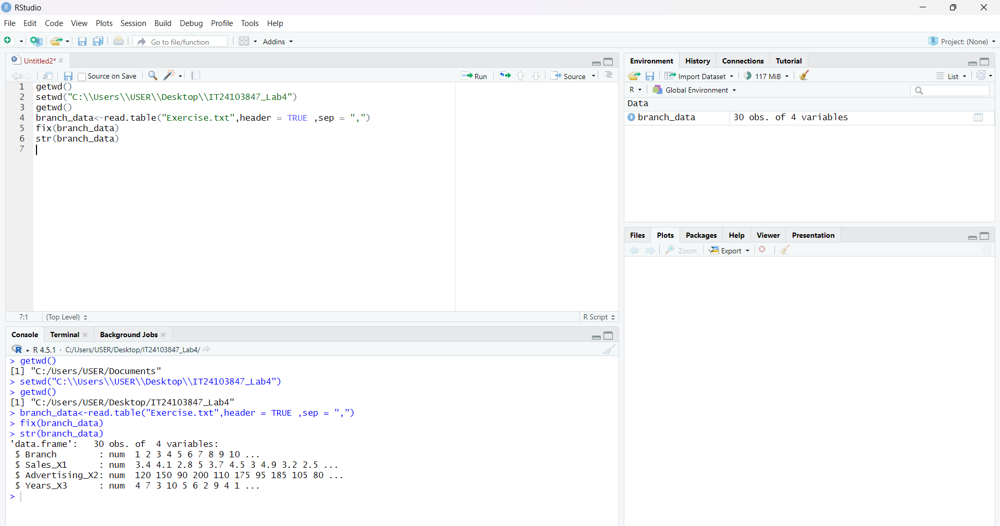 RStudio
File Edit Code View Plots Session Build Debug Profile Tools Help
Go to file/function Addins Project: (None)
Untitled2*
Source on Save Run Source
1 getwd()
2 setwd("C:\\Users\\USER\\Desktop\\IT24103847_Lab4")
3 getwd()
4 branch_data<-read.table("Exercise.txt",header = TRUE ,sep = ",")
5 fix(branch_data)
6 str(branch_data)
7
7:1 (Top Level) R Script
Console Terminal Background Jobs
R 4.5.1 · C:/Users/USER/Desktop/IT24103847_Lab4/
> getwd()
[1] "C:/Users/USER/Documents"
> setwd("C:\\Users\\USER\\Desktop\\IT24103847_Lab4")
> getwd()
[1] "C:/Users/USER/Desktop/IT24103847_Lab4"
> branch_data<-read.table("Exercise.txt",header = TRUE ,sep = ",")
> fix(branch_data)
> str(branch_data)
'data.frame':   30 obs. of  4 variables:
 $ Branch        : num  1 2 3 4 5 6 7 8 9 10 ...
 $ Sales_X1      : num  3.4 4.1 2.8 5 3.7 4.5 3 4.9 3.2 2.5 ...
 $ Advertising_X2: num  120 150 90 200 110 175 95 185 105 80 ...
 $ Years_X3      : num  4 7 3 10 5 6 2 9 4 1 ...
>
Environment History Connections Tutorial
Import Dataset 117 MiB List
R Global Environment
Data
branch_data 30 obs. of 4 variables
Files Plots Packages Help Viewer Presentation
Zoom Export